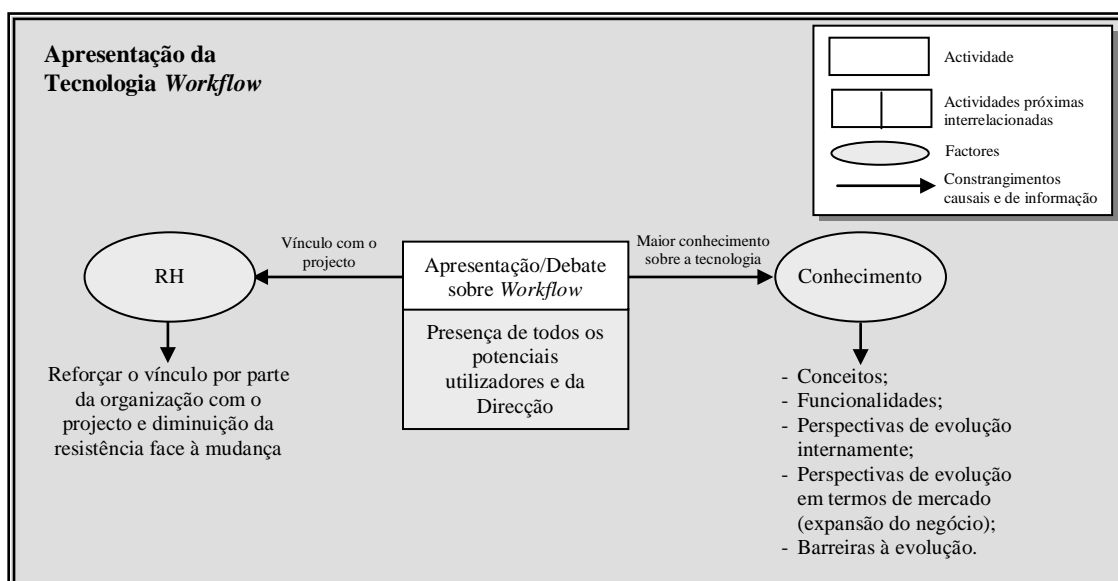 Apresentação da
Tecnologia Workflow
Actividade
Actividades próximas
interrelacionadas
Factores
Constrangimentos
causais e de informação
RH
Vínculo com o
projecto
Apresentação/Debate
sobre Workflow
Presença de todos os
potenciais
utilizadores e da
Direcção
Maior conhecimento
sobre a tecnologia
Conhecimento
Reforçar o vínculo por parte
da organização com o
projecto e diminuição da
resistência face à mudança
- Conceitos;
- Funcionalidades;
- Perspectivas de evolução
internamente;
- Perspectivas de evolução
em termos de mercado
(expansão do negócio);
- Barreiras à evolução.